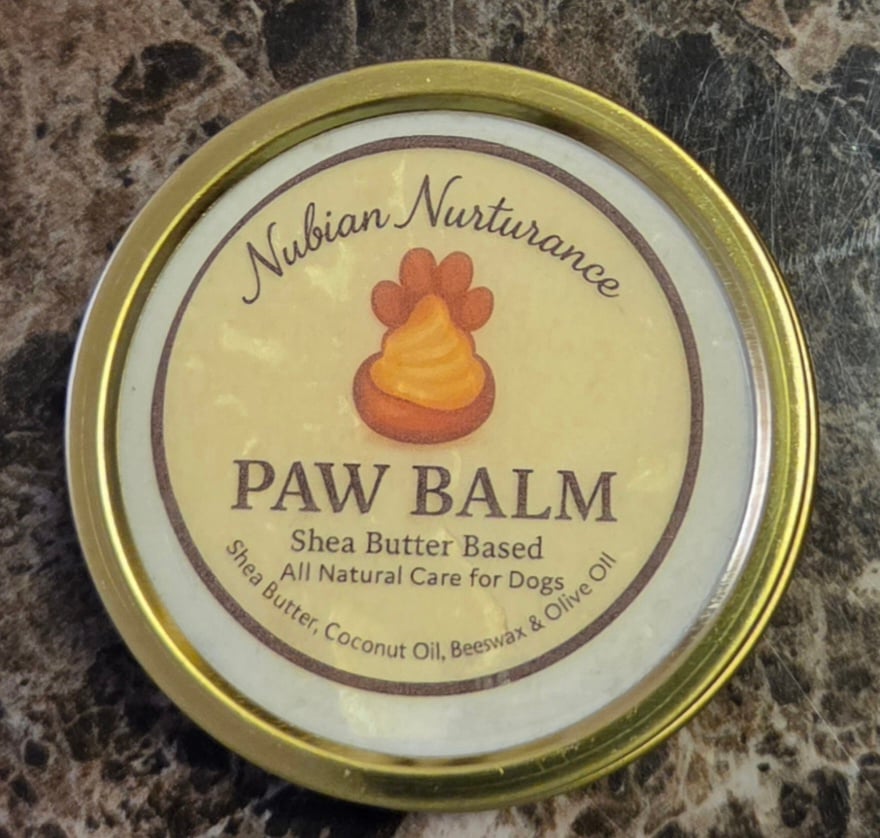 Nubian Nurturance
PAW BALM
Shea Butter Based
All Natural Care for Dogs
Shea Butter, Coconut Oil, Beeswax & Olive Oil